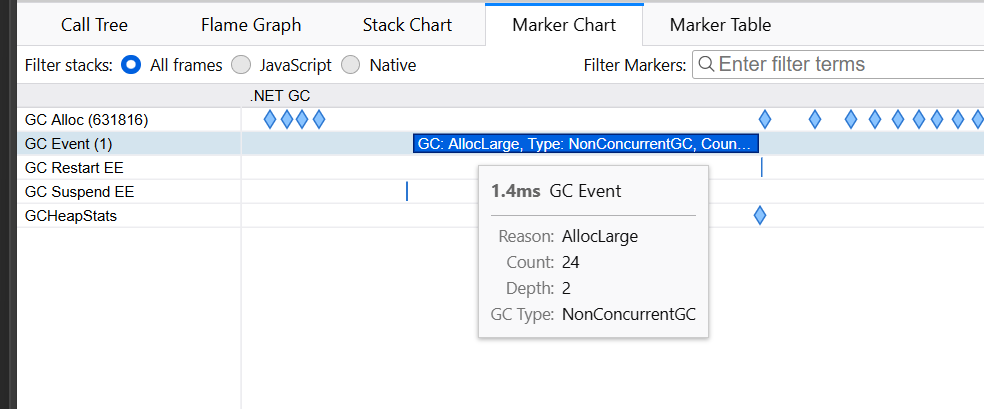 Call Tree Flame Graph Stack Chart Marker Chart Marker Table
Filter stacks: All frames JavaScript Native Filter Markers: Enter filter terms
.NET GC
GC Alloc (631816)
GC Event (1) GC: AllocLarge, Type: NonConcurrentGC, Coun...
GC Restart EE
GC Suspend EE
GCHeapStats
1.4ms GC Event
Reason: AllocLarge
Count: 24
Depth: 2
GC Type: NonConcurrentGC